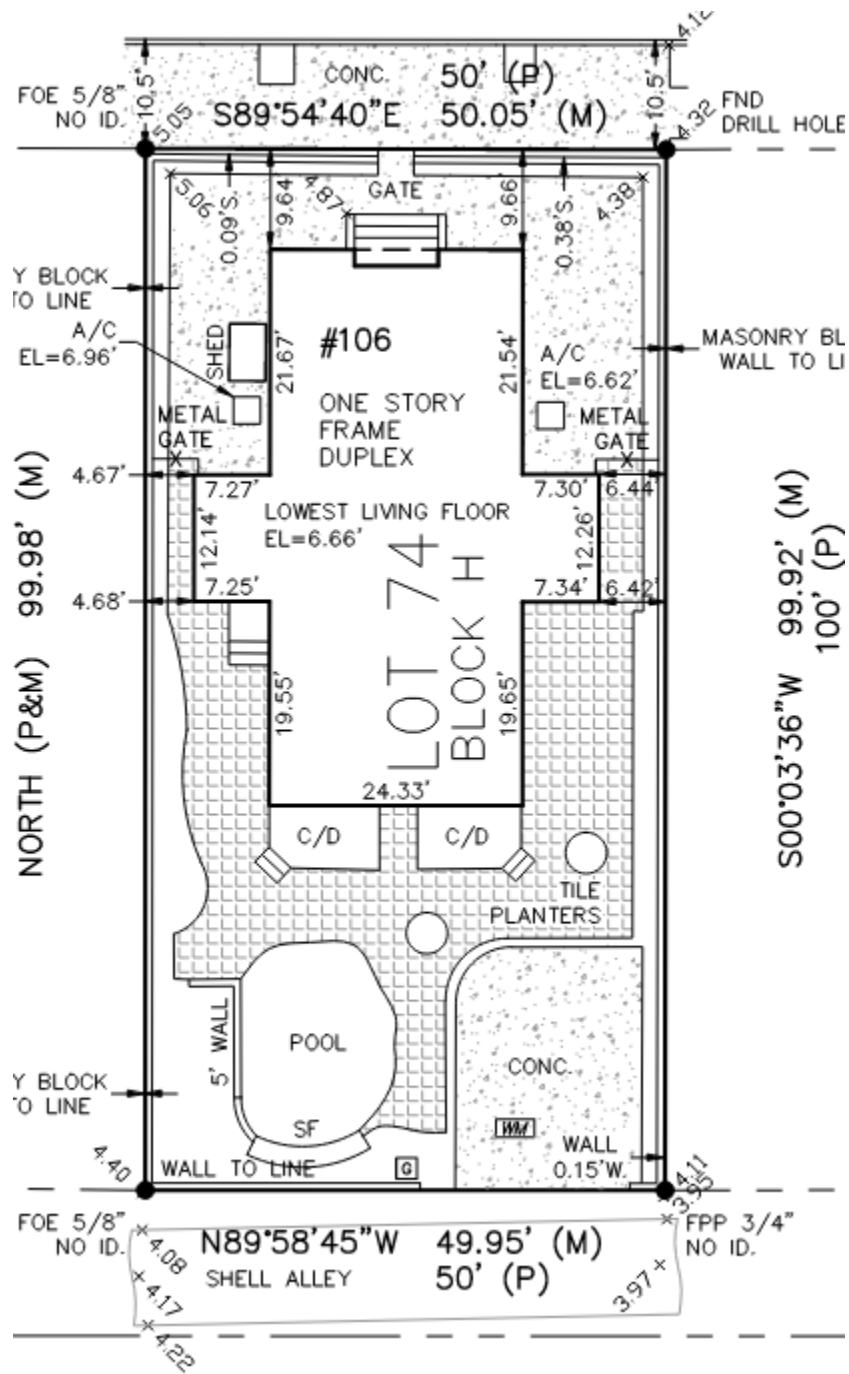 4.12
CONC. 50' (P)
10.5'
10.5'
FOE 5/8"
NO ID.
5.05
S89°54'40"E 50.05' (M)
4.32
FND
DRILL HOLE
5.06
0.09'S.
9.64
4.87
GATE
9.66'
0.38'S.
4.38
Y BLOCK
TO LINE
A/C
EL=6.96'
SHED
21.67'
#106
21.54'
A/C
EL=6.62'
MASONRY BL
WALL TO LI
ONE STORY
FRAME
DUPLEX
METAL
GATE
METAL
GATE
4.67'
7.27'
7.30'
6.44'
LOWEST LIVING FLOOR
EL=6.66'
12.14'
12.26'
4.68'
7.25'
7.34'
6.42'
NORTH (P&M) 99.98' (M)
LOT 74
BLOCK H
S00°03'36"W 99.92' (M)
100' (P)
19.55'
19.65'
24.33'
C/D
C/D
TILE
PLANTERS
5' WALL
POOL
CONC.
Y BLOCK
TO LINE
SF
WM
WALL
0.15'W.
4.40
WALL TO LINE
G
4.11
3.95
FOE 5/8"
NO ID.
4.08
N89°58'45"W 49.95' (M)
FPP 3/4"
NO ID.
SHELL ALLEY 50' (P)
3.97
4.17
4.22